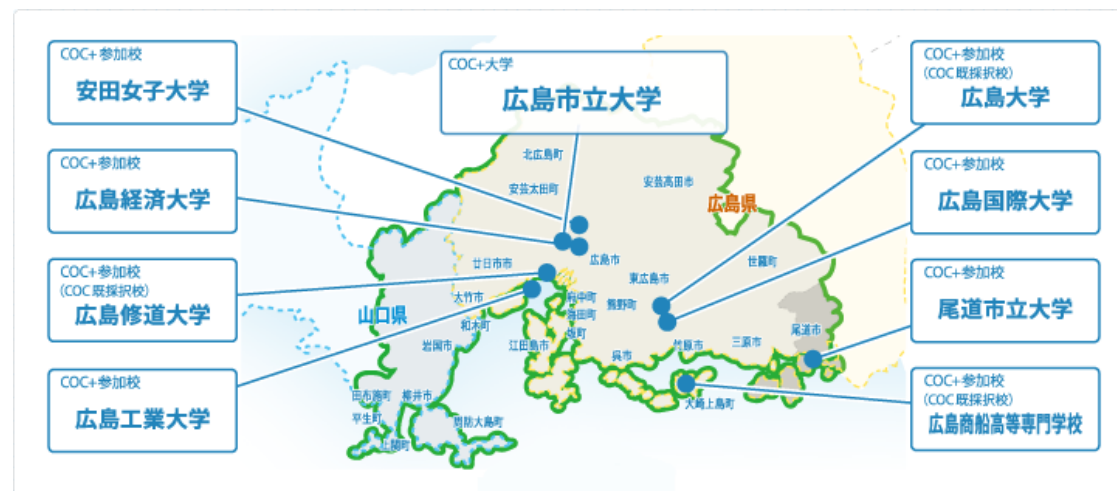 COC+参加校
安田女子大学
COC+参加校
広島経済大学
COC+参加校
(COC既採択校)
広島修道大学
COC+参加校
広島工業大学
COC+大学
広島市立大学
COC+参加校
(COC既採択校)
広島大学
COC+参加校
広島国際大学
COC+参加校
尾道市立大学
COC+参加校
(COC既採択校)
広島商船高等専門学校
北広島町
安芸太田町
安芸高田市
広島県
広島市
世羅町
廿日市市
東広島市
大竹市
府中町
熊野町
海田町
山口県
和木町
坂町
尾道市
岩国市
江田島市
呉市
竹原市
三原市
田布施町
柳井市
大崎上島町
平生町
周防大島町
上関町